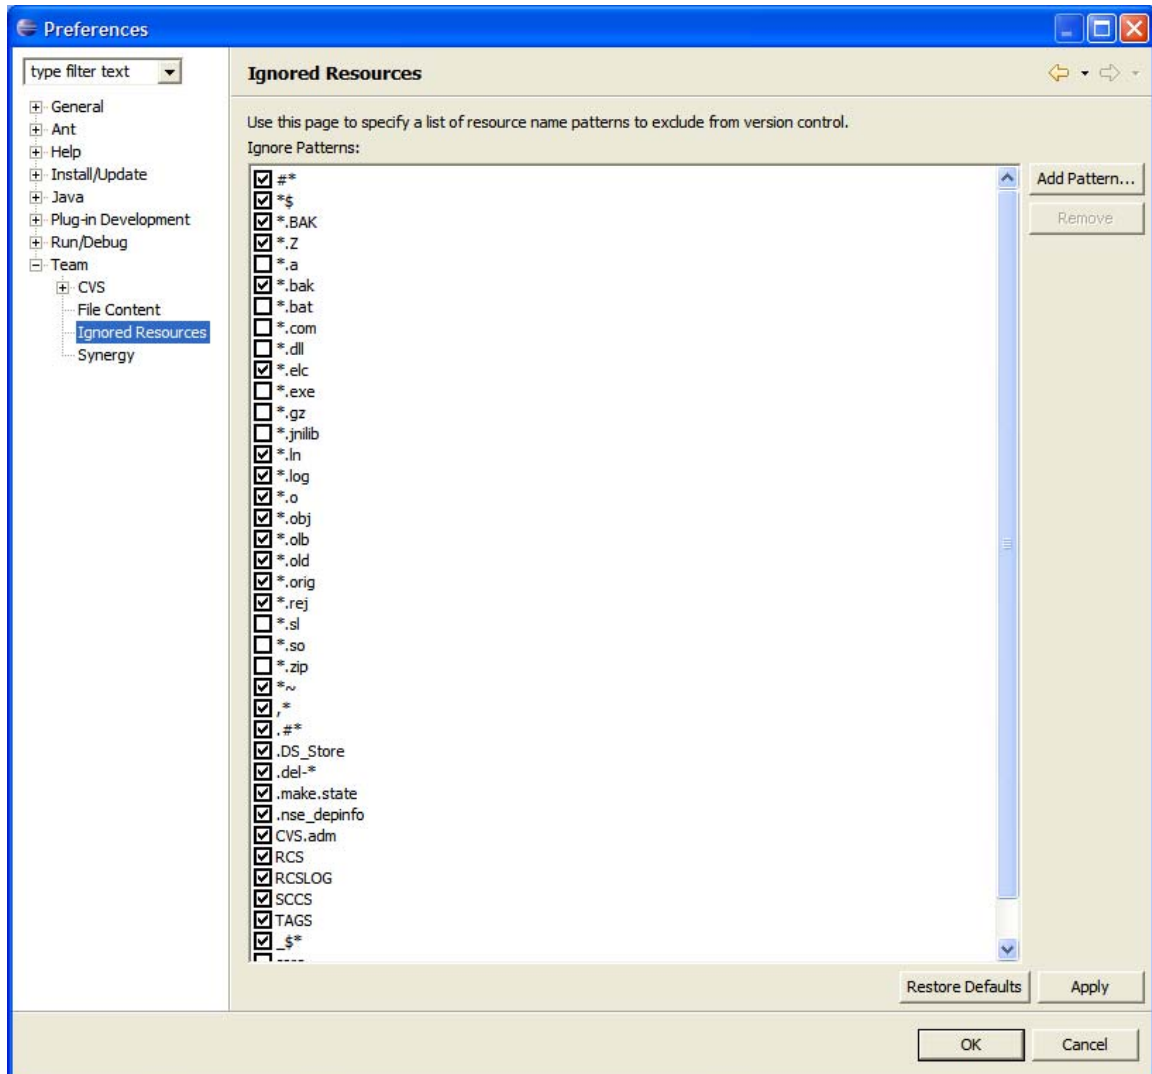 Preferences
type filter text
General
Ant
Help
Install/Update
Java
Plug-in Development
Run/Debug
Team
CVS
File Content
Ignored Resources
Synergy
Ignored Resources
Use this page to specify a list of resource name patterns to exclude from version control.
Ignore Patterns:
#*
*$
*.BAK
*.Z
*.a
*.bak
*.bat
*.com
*.dll
*.elc
*.exe
*.gz
*.jnilib
*.ln
*.log
*.o
*.obj
*.olb
*.old
*.orig
*.rej
*.sl
*.so
*.zip
*~
,*
.#*
.DS_Store
.del-*
.make.state
.nse_depinfo
CVS.adm
RCS
RCSLOG
SCCS
TAGS
_$*
Add Pattern...
Remove
Restore Defaults
Apply
OK
Cancel